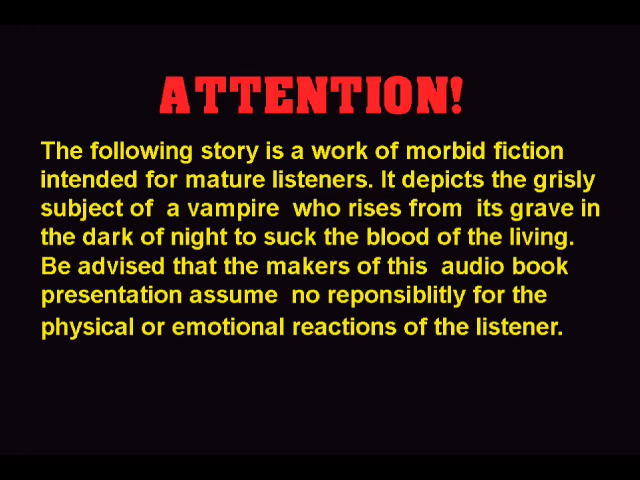 ATTENTION!
The following story is a work of morbid fiction
intended for mature listeners. It depicts the grisly
subject of a vampire who rises from its grave in
the dark of night to suck the blood of the living.
Be advised that the makers of this audio book
presentation assume no reponsiblitly for the
physical or emotional reactions of the listener.